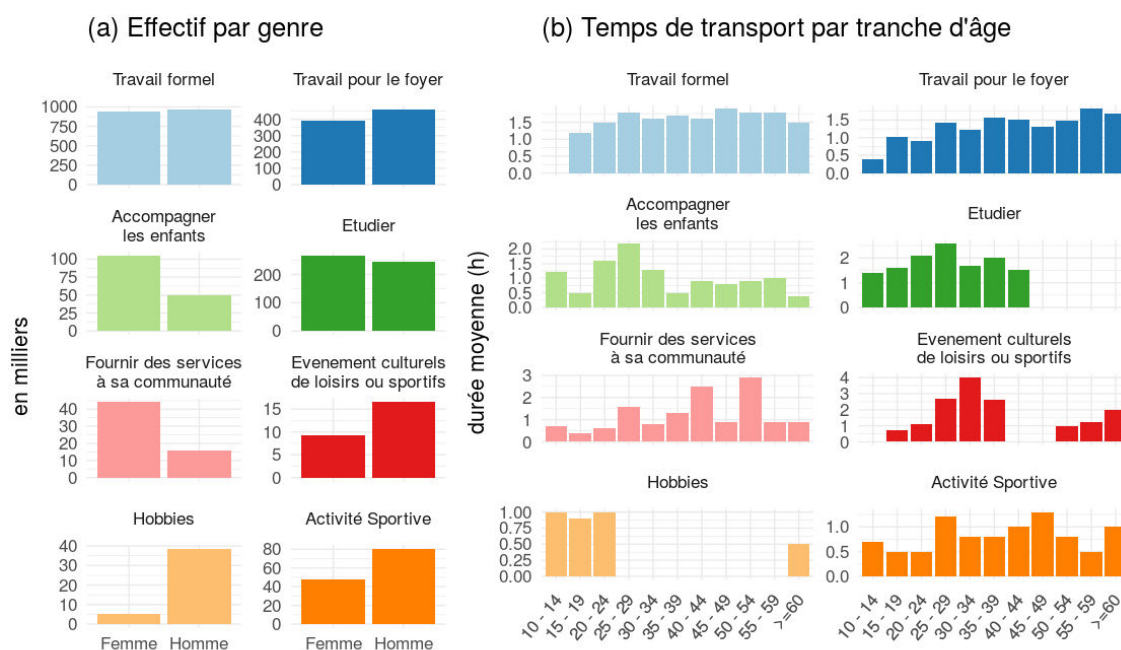 (a) Effectif par genre
en milliers
Travail formel
1000
750
500
250
0
Travail pour le foyer
400
300
200
100
0
Accompagner
les enfants
100
75
50
25
0
Etudier
200
100
0
Fournir des services
à sa communauté
40
30
20
10
0
Evenement culturels
de loisirs ou sportifs
15
10
5
0
Hobbies
40
30
20
10
0
Activité Sportive
80
60
40
20
0
Femme Homme
Femme Homme
(b) Temps de transport par tranche d'âge
durée moyenne (h)
Travail formel
1.5
1.0
0.5
0.0
Travail pour le foyer
1.5
1.0
0.5
0.0
Accompagner
les enfants
2.0
1.5
1.0
0.5
0.0
Etudier
2
1
0
Fournir des services
à sa communauté
3
2
1
0
Evenement culturels
de loisirs ou sportifs
4
3
2
1
0
Hobbies
1.00
0.75
0.50
0.25
0.00
Activité Sportive
1.0
0.5
0.0
10 - 14
15 - 19
20 - 24
25 - 29
30 - 34
35 - 39
40 - 44
45 - 49
50 - 54
55 - 59
>=60
10 - 14
15 - 19
20 - 24
25 - 29
30 - 34
35 - 39
40 - 44
45 - 49
50 - 54
55 - 59
>=60